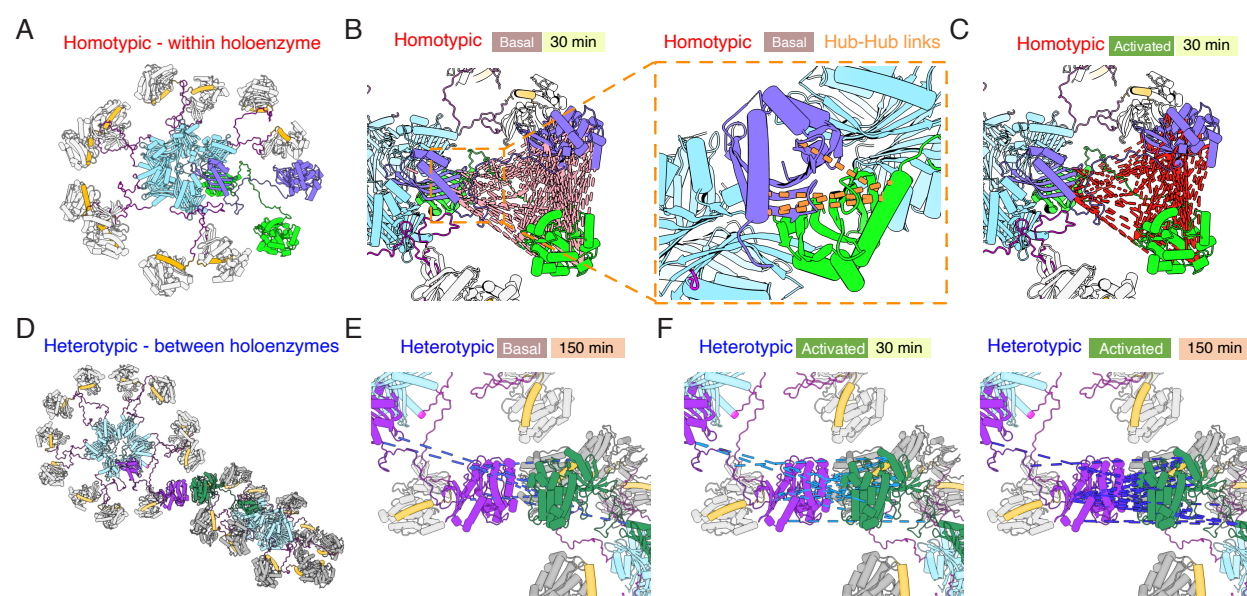 A
Homotypic - within holoenzyme
B
Homotypic Basal 30 min
Homotypic Basal Hub-Hub links
C
Homotypic Activated 30 min
D
Heterotypic - between holoenzymes
E
Heterotypic Basal 150 min
F
Heterotypic Activated 30 min
Heterotypic Activated 150 min